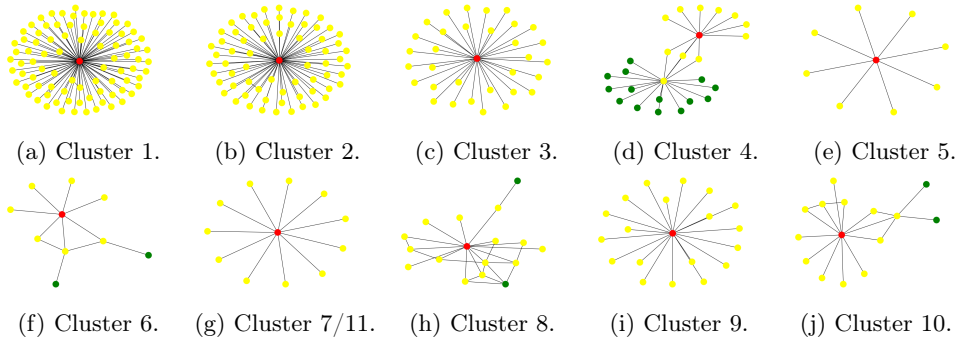 (a) Cluster 1. (b) Cluster 2. (c) Cluster 3. (d) Cluster 4. (e) Cluster 5.
(f) Cluster 6. (g) Cluster 7/11. (h) Cluster 8. (i) Cluster 9. (j) Cluster 10.